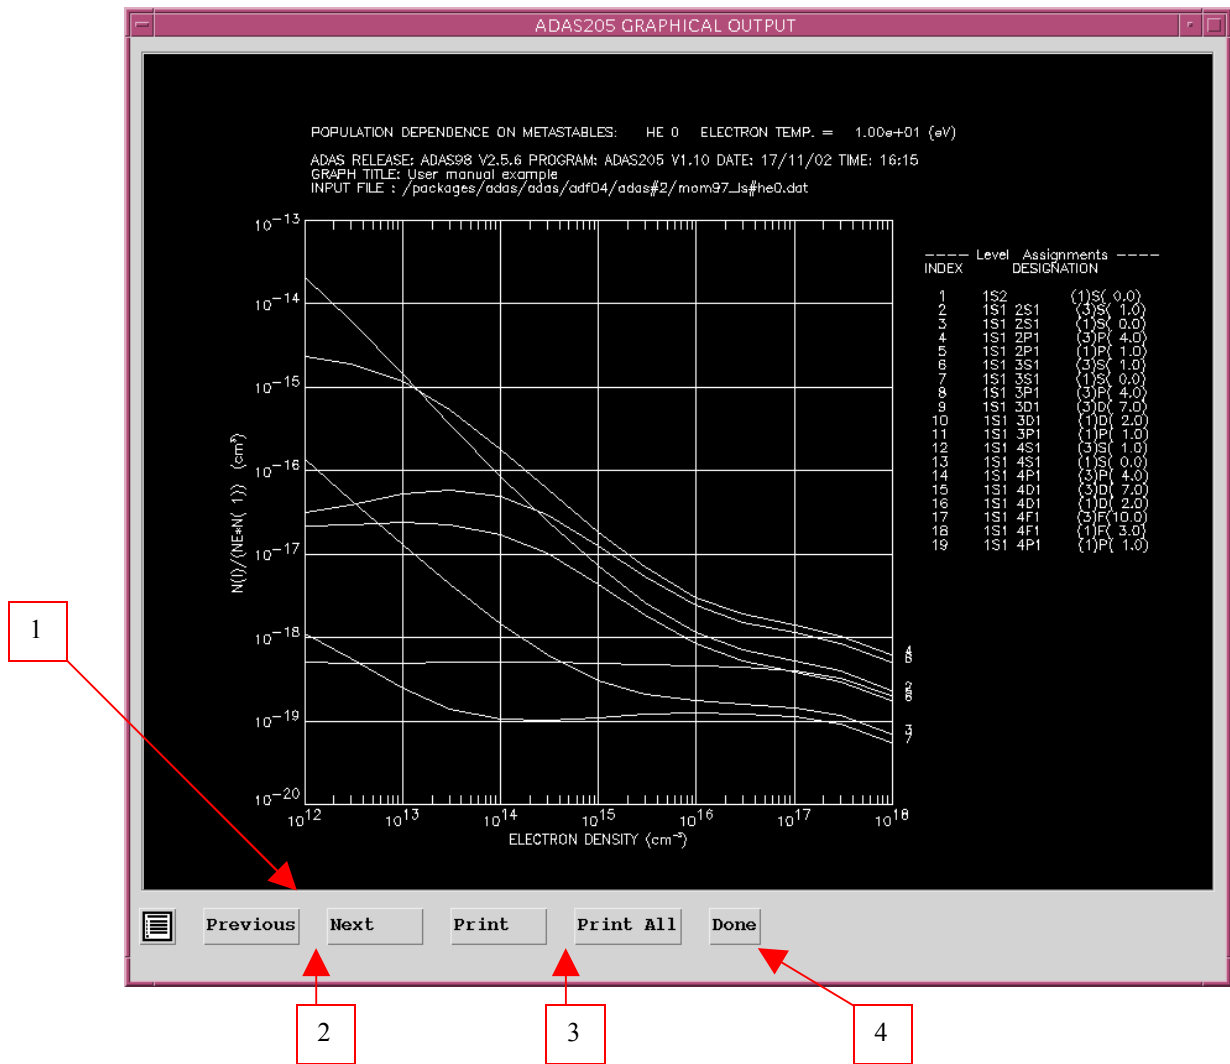 ADAS205 GRAPHICAL OUTPUT
POPULATION DEPENDENCE ON METASTABLES: HE 0 ELECTRON TEMP. = 1.00e+01 (eV)
ADAS RELEASE: ADAS98 V2.5.6 PROGRAM: ADAS205 V1.10 DATE: 17/11/02 TIME: 16:15
GRAPH TITLE: User manual example
INPUT FILE : /packages/adas/adas/adf04/adas#2/mom97_ls#he0.dat
10⁻¹³
10⁻¹⁴
10⁻¹⁵
10⁻¹⁶
10⁻¹⁷
10⁻¹⁸
10⁻¹⁹
10⁻²⁰
N(I)/(NE*N( 1)) (cm³)
10¹² 10¹³ 10¹⁴ 10¹⁵ 10¹⁶ 10¹⁷ 10¹⁸
ELECTRON DENSITY (cm⁻³)
4
2
6
3
7
---- Level Assignments ----
INDEX DESIGNATION
1 1S2 (1)S( 0.0)
2 1S1 2S1 (3)S( 1.0)
3 1S1 2S1 (1)S( 0.0)
4 1S1 2P1 (3)P( 4.0)
5 1S1 2P1 (1)P( 1.0)
6 1S1 3S1 (3)S( 1.0)
7 1S1 3S1 (1)S( 0.0)
8 1S1 3P1 (3)P( 4.0)
9 1S1 3D1 (3)D( 7.0)
10 1S1 3D1 (1)D( 2.0)
11 1S1 3P1 (1)P( 1.0)
12 1S1 4S1 (3)S( 1.0)
13 1S1 4S1 (1)S( 0.0)
14 1S1 4P1 (3)P( 4.0)
15 1S1 4D1 (3)D( 7.0)
16 1S1 4D1 (1)D( 2.0)
17 1S1 4F1 (3)F(10.0)
18 1S1 4F1 (1)F( 3.0)
19 1S1 4P1 (1)P( 1.0)
1
Previous Next Print Print All Done
2 3 4